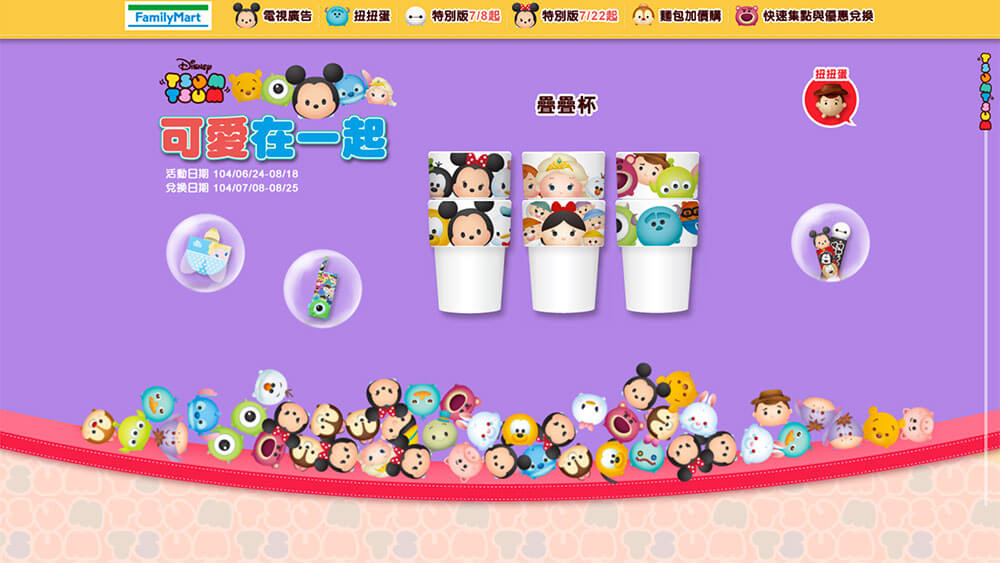 FamilyMart
電視廣告
扭扭蛋
特別版7/8起
特別版7/22起
麵包加價購
快速集點與優惠兌換
Disney
TSUM
TSUM
可愛在一起
活動日期 104/06/24-08/18
兌換日期 104/07/08-08/25
疊疊杯
扭扭蛋
TSUM TSUM